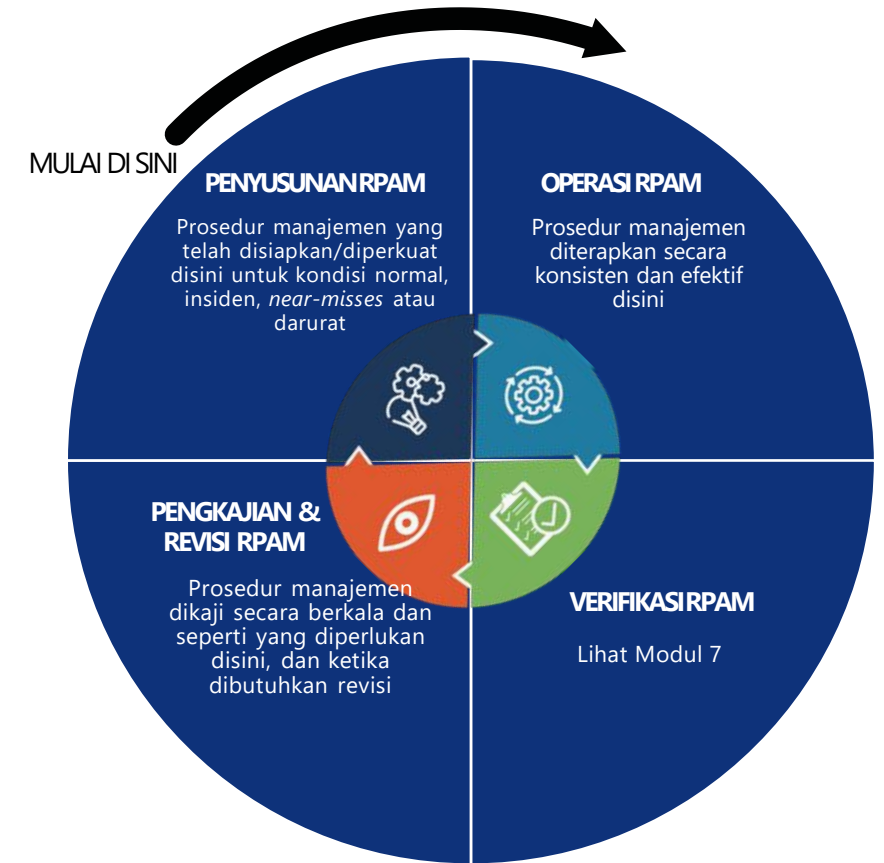 MULAI DI SINI
PENYUSUNAN RPAM
Prosedur manajemen yang
telah disiapkan/diperkuat
disini untuk kondisi normal,
insiden, near-misses atau
darurat
OPERASI RPAM
Prosedur manajemen
diterapkan secara
konsisten dan efektif
disini
PENGKAJIAN &
REVISI RPAM
Prosedur manajemen
dikaji secara berkala dan
seperti yang diperlukan
disini, dan ketika
dibutuhkan revisi
VERIFIKASI RPAM
Lihat Modul 7